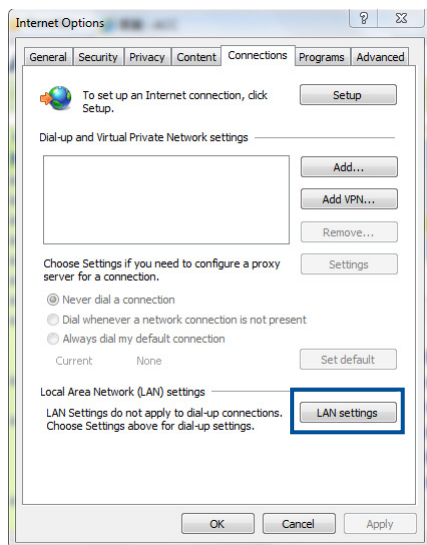 Internet Options
General Security Privacy Content Connections Programs Advanced
To set up an Internet connection, click
Setup.
Setup
Dial-up and Virtual Private Network settings
Add...
Add VPN...
Remove...
Choose Settings if you need to configure a proxy
server for a connection.
Settings
Never dial a connection
Dial whenever a network connection is not present
Always dial my default connection
Current None
Set default
Local Area Network (LAN) settings
LAN Settings do not apply to dial-up connections.
Choose Settings above for dial-up settings.
LAN settings
OK Cancel Apply